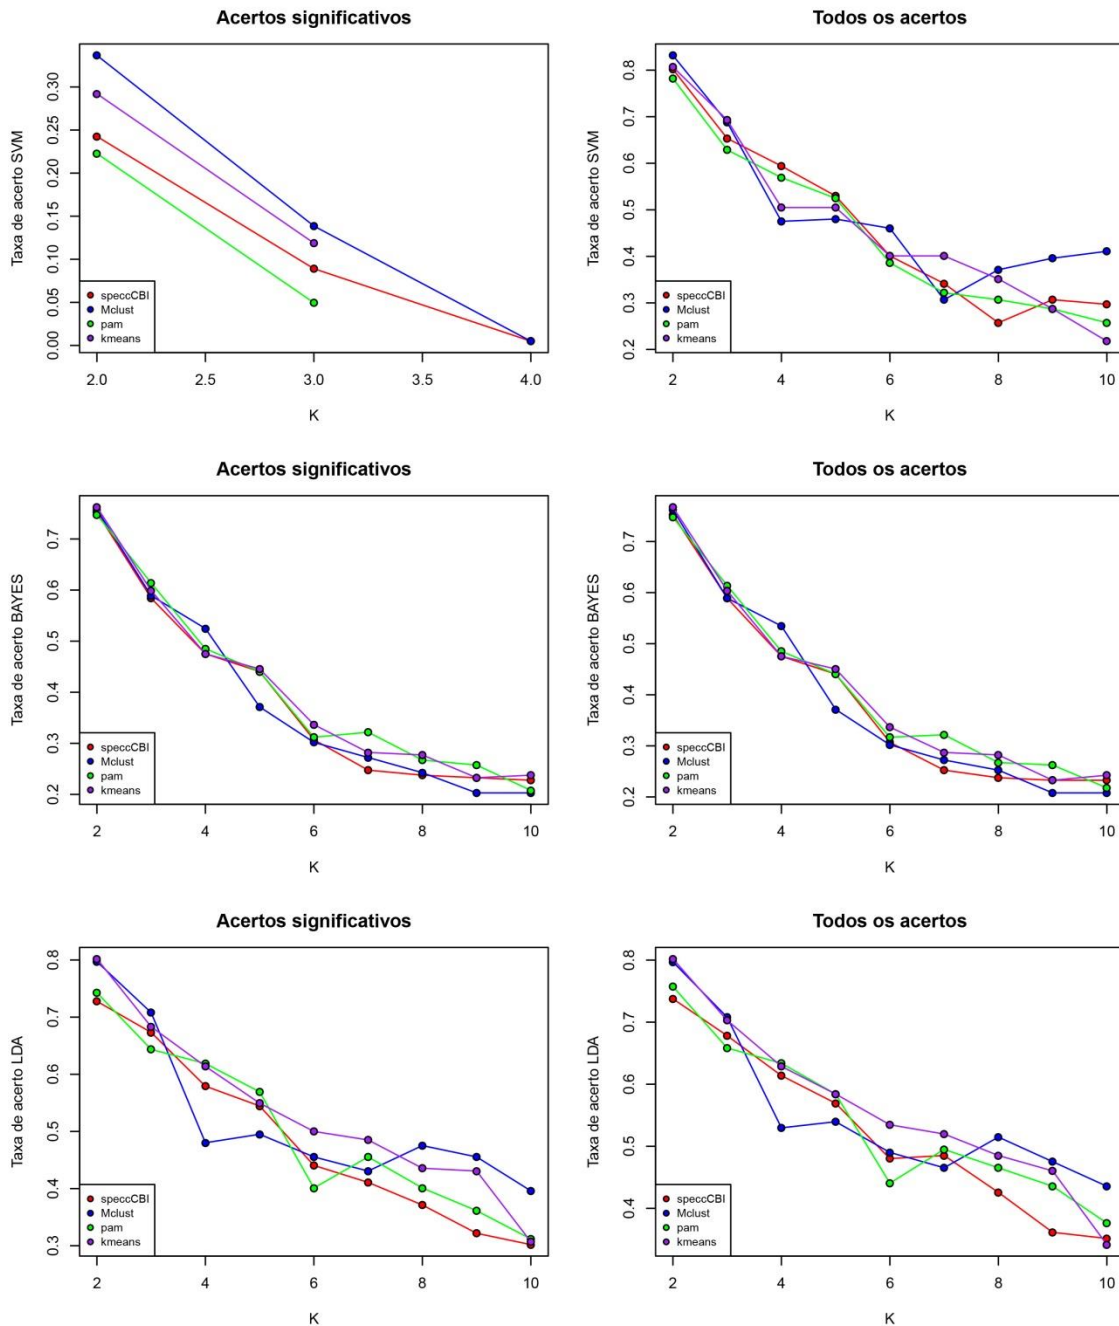 Acertos significativos
Taxa de acerto SVM
0.00 0.05 0.10 0.15 0.20 0.25 0.30
speccCBI
Mclust
pam
kmeans
2.0 2.5 3.0 3.5 4.0
K
Todos os acertos
Taxa de acerto SVM
0.2 0.3 0.4 0.5 0.6 0.7 0.8
speccCBI
Mclust
pam
kmeans
2 4 6 8 10
K
Acertos significativos
Taxa de acerto BAYES
0.2 0.3 0.4 0.5 0.6 0.7
speccCBI
Mclust
pam
kmeans
2 4 6 8 10
K
Todos os acertos
Taxa de acerto BAYES
0.2 0.3 0.4 0.5 0.6 0.7
speccCBI
Mclust
pam
kmeans
2 4 6 8 10
K
Acertos significativos
Taxa de acerto LDA
0.3 0.4 0.5 0.6 0.7 0.8
speccCBI
Mclust
pam
kmeans
2 4 6 8 10
K
Todos os acertos
Taxa de acerto LDA
0.4 0.5 0.6 0.7 0.8
speccCBI
Mclust
pam
kmeans
2 4 6 8 10
K